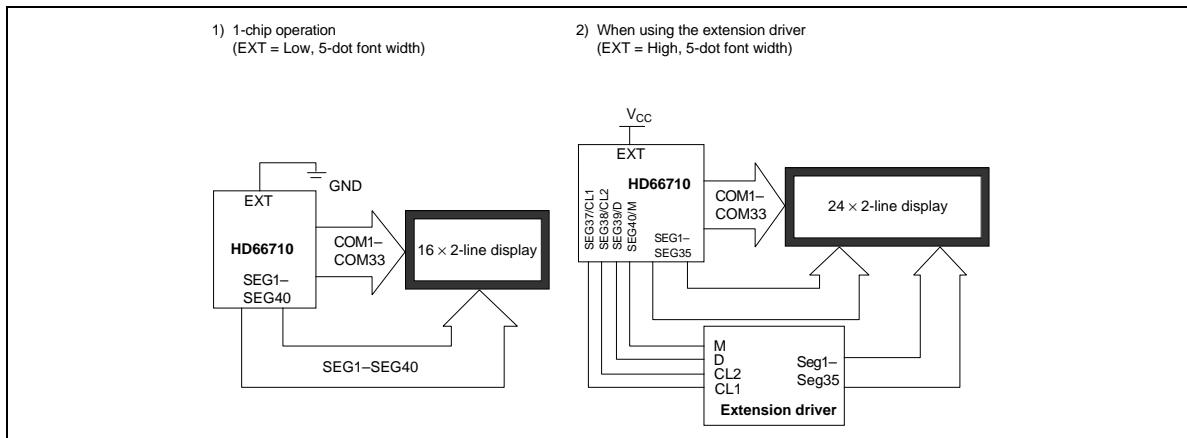 1) 1-chip operation
(EXT = Low, 5-dot font width)
GND
EXT
HD66710
SEG1–
SEG40
COM1–
COM33
16 × 2-line display
SEG1–SEG40
2) When using the extension driver
(EXT = High, 5-dot font width)
VCC
EXT
HD66710
SEG37/CL1
SEG38/CL2
SEG39/D
SEG40/M
SEG1–
SEG35
COM1–
COM33
24 × 2-line display
M
D
CL2
CL1
Seg1–
Seg35
Extension driver